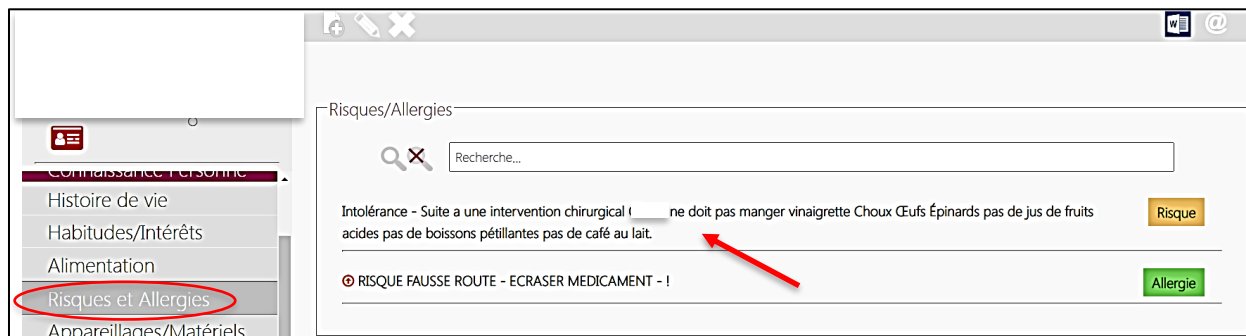 W
@
Connaissance Personne
Histoire de vie
Habitudes/Intérêts
Alimentation
Risques et Allergies
Appareillages/Matériels
Risques/Allergies
Recherche...
Intolérance - Suite a une intervention chirurgical ne doit pas manger vinaigrette Choux Œufs Épinards pas de jus de fruits
acides pas de boissons pétillantes pas de café au lait.
Risque
RISQUE FAUSSE ROUTE - ECRASER MEDICAMENT - !
Allergie